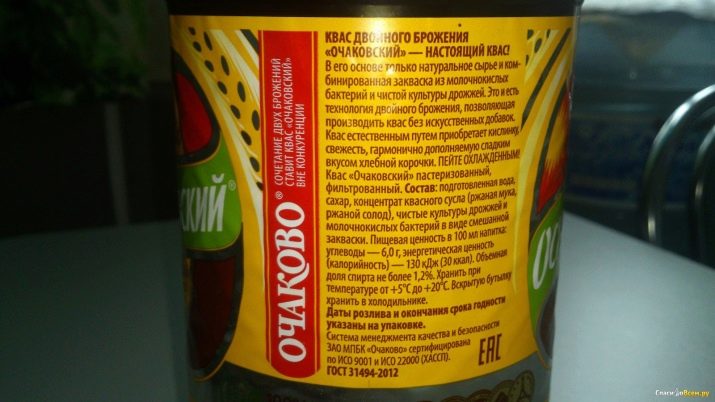 КВАС ДВОЙНОГО БРОЖЕНИЯ
«ОЧАКОВСКИЙ» — НАСТОЯЩИЙ КВАС!
В его основе только натуральное сырье и ком-
бинированная закваска из молочнокислых
бактерий и чистой культуры дрожжей. Это и есть
технология двойного брожения, позволяющая
производить квас без искусственных добавок.
Квас естественным путем приобретает кислинку,
свежесть, гармонично дополняемую сладким
вкусом хлебной корочки. ПЕЙТЕ ОХЛАЖДЕННЫМ!
Квас «Очаковский» пастеризованный,
фильтрованный. Состав: подготовленная вода,
сахар, концентрат квасного сусла (ржаная мука,
ржаной солод), чистые культуры дрожжей и
молочнокислых бактерий в виде смешанной
закваски. Пищевая ценность в 100 мл напитка:
углеводы — 6,0 г, энергетическая ценность
(калорийность) — 130 кДж (30 ккал). Объемная
доля спирта не более 1,2%. Хранить при
температуре от +5°С до +20°С. Вскрытую бутылку
хранить в холодильнике.
Даты розлива и окончания срока годности
указаны на упаковке.
Система менеджмента качества и безопасности
ЗАО МПБК «Очаково» сертифицирована
по ИСО 9001 и ИСО 22000 (ХАССП).
ГОСТ 31494-2012
ЕАС
ОЧАКОВО®
СОЧЕТАНИЕ ДВУХ БРОЖЕНИЙ
СТАВИТ КВАС «ОЧАКОВСКИЙ»
ВНЕ КОНКУРЕНЦИИ
СКИЙ®
Оч
СпасиДоВсем.ру